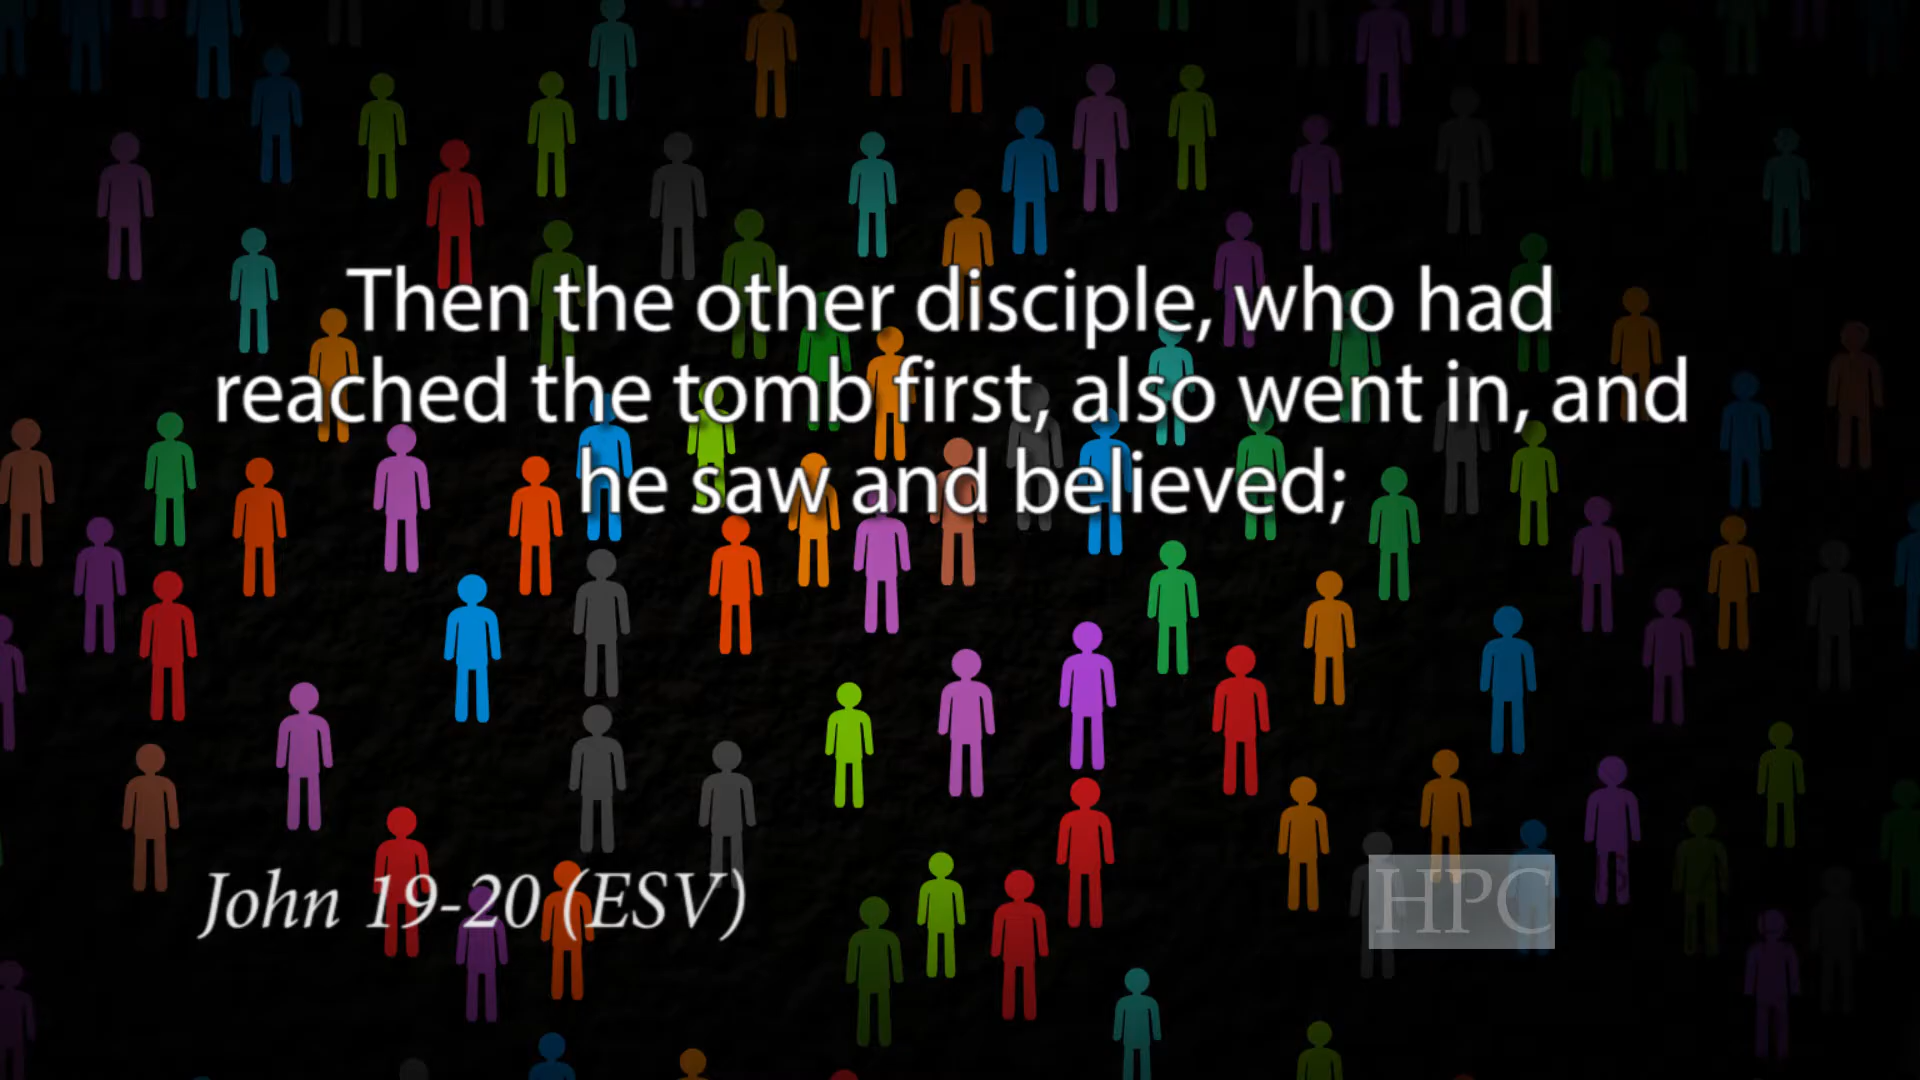 Then the other disciple, who had
reached the tomb first, also went in, and
he saw and believed;
John 19-20 (ESV)
HPC